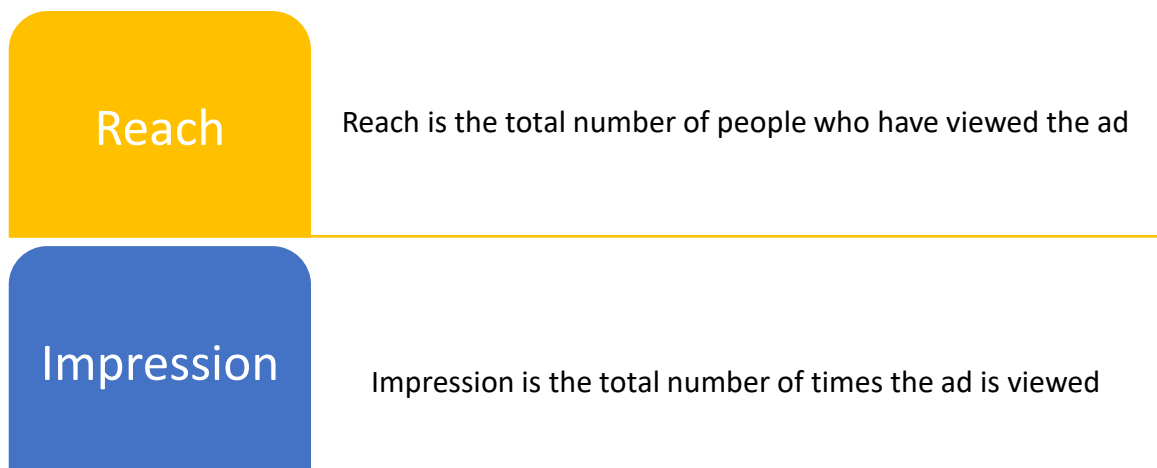 Reach
Reach is the total number of people who have viewed the ad
Impression
Impression is the total number of times the ad is viewed